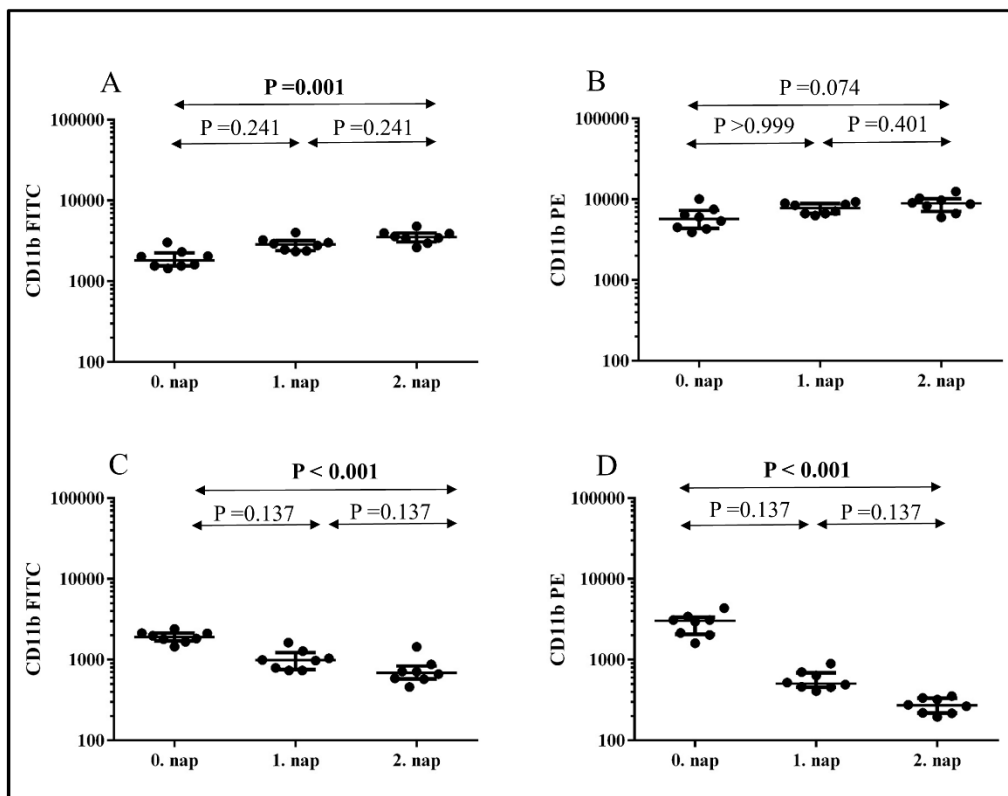 A
P =0.001
P =0.241
P =0.241
CD11b FITC
100000
10000
1000
100
0. nap
1. nap
2. nap
B
P =0.074
P >0.999
P =0.401
CD11b PE
100000
10000
1000
100
0. nap
1. nap
2. nap
C
P < 0.001
P =0.137
P =0.137
CD11b FITC
100000
10000
1000
100
0. nap
1. nap
2. nap
D
P < 0.001
P =0.137
P =0.137
CD11b PE
100000
10000
1000
100
0. nap
1. nap
2. nap